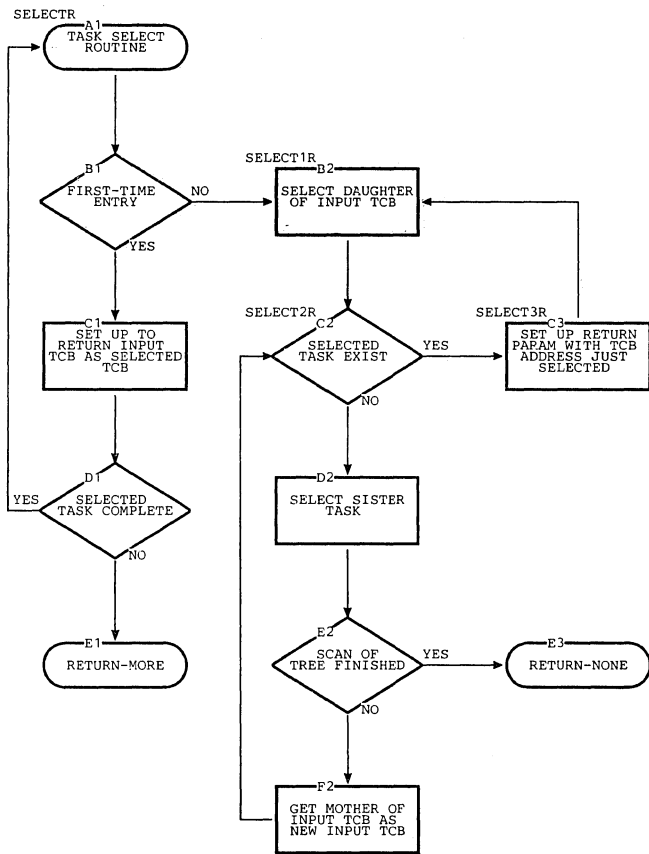 SELECTR
A1
TASK SELECT
ROUTINE
B1
FIRST-TIME
ENTRY
NO
YES
SELECT1R
B2
SELECT DAUGHTER
OF INPUT TCB
C1
SET UP TO
RETURN INPUT
TCB AS SELECTED
TCB
SELECT2R
C2
SELECTED
TASK EXIST
YES
NO
SELECT3R
C3
SET UP RETURN
PARAM WITH TCB
ADDRESS JUST
SELECTED
D1
YES
SELECTED
TASK COMPLETE
NO
D2
SELECT SISTER
TASK
E1
RETURN-MORE
E2
SCAN OF
TREE FINISHED
YES
NO
E3
RETURN-NONE
F2
GET MOTHER OF
INPUT TCB AS
NEW INPUT TCB